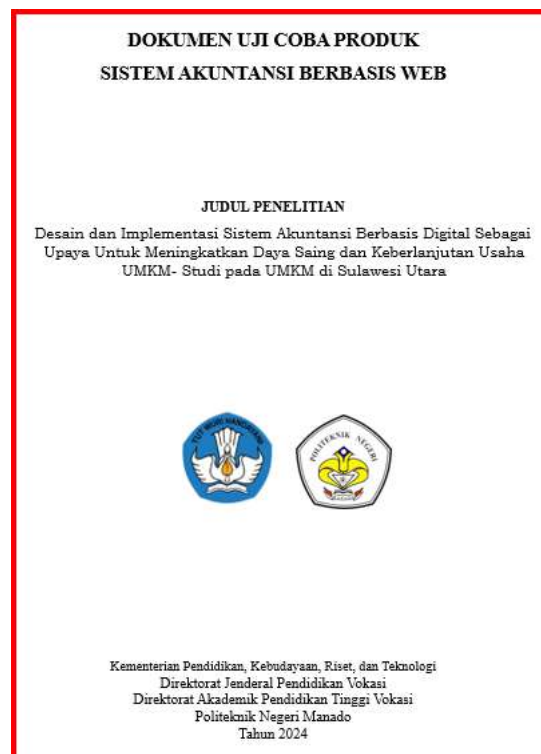 DOKUMEN UJI COBA PRODUK
SISTEM AKUNTANSI BERBASIS WEB
JUDUL PENELITIAN
Desain dan Implementasi Sistem Akuntansi Berbasis Digital Sebagai
Upaya Untuk Meningkatkan Daya Saing dan Keberlanjutan Usaha
UMKM- Studi pada UMKM di Sulawesi Utara
TUT WURI HANDAYANI
POLITEKNIK NEGERI
Kementerian Pendidikan, Kebudayaan, Riset, dan Teknologi
Direktorat Jenderal Pendidikan Vokasi
Direktorat Akademik Pendidikan Tinggi Vokasi
Politeknik Negeri Manado
Tahun 2024